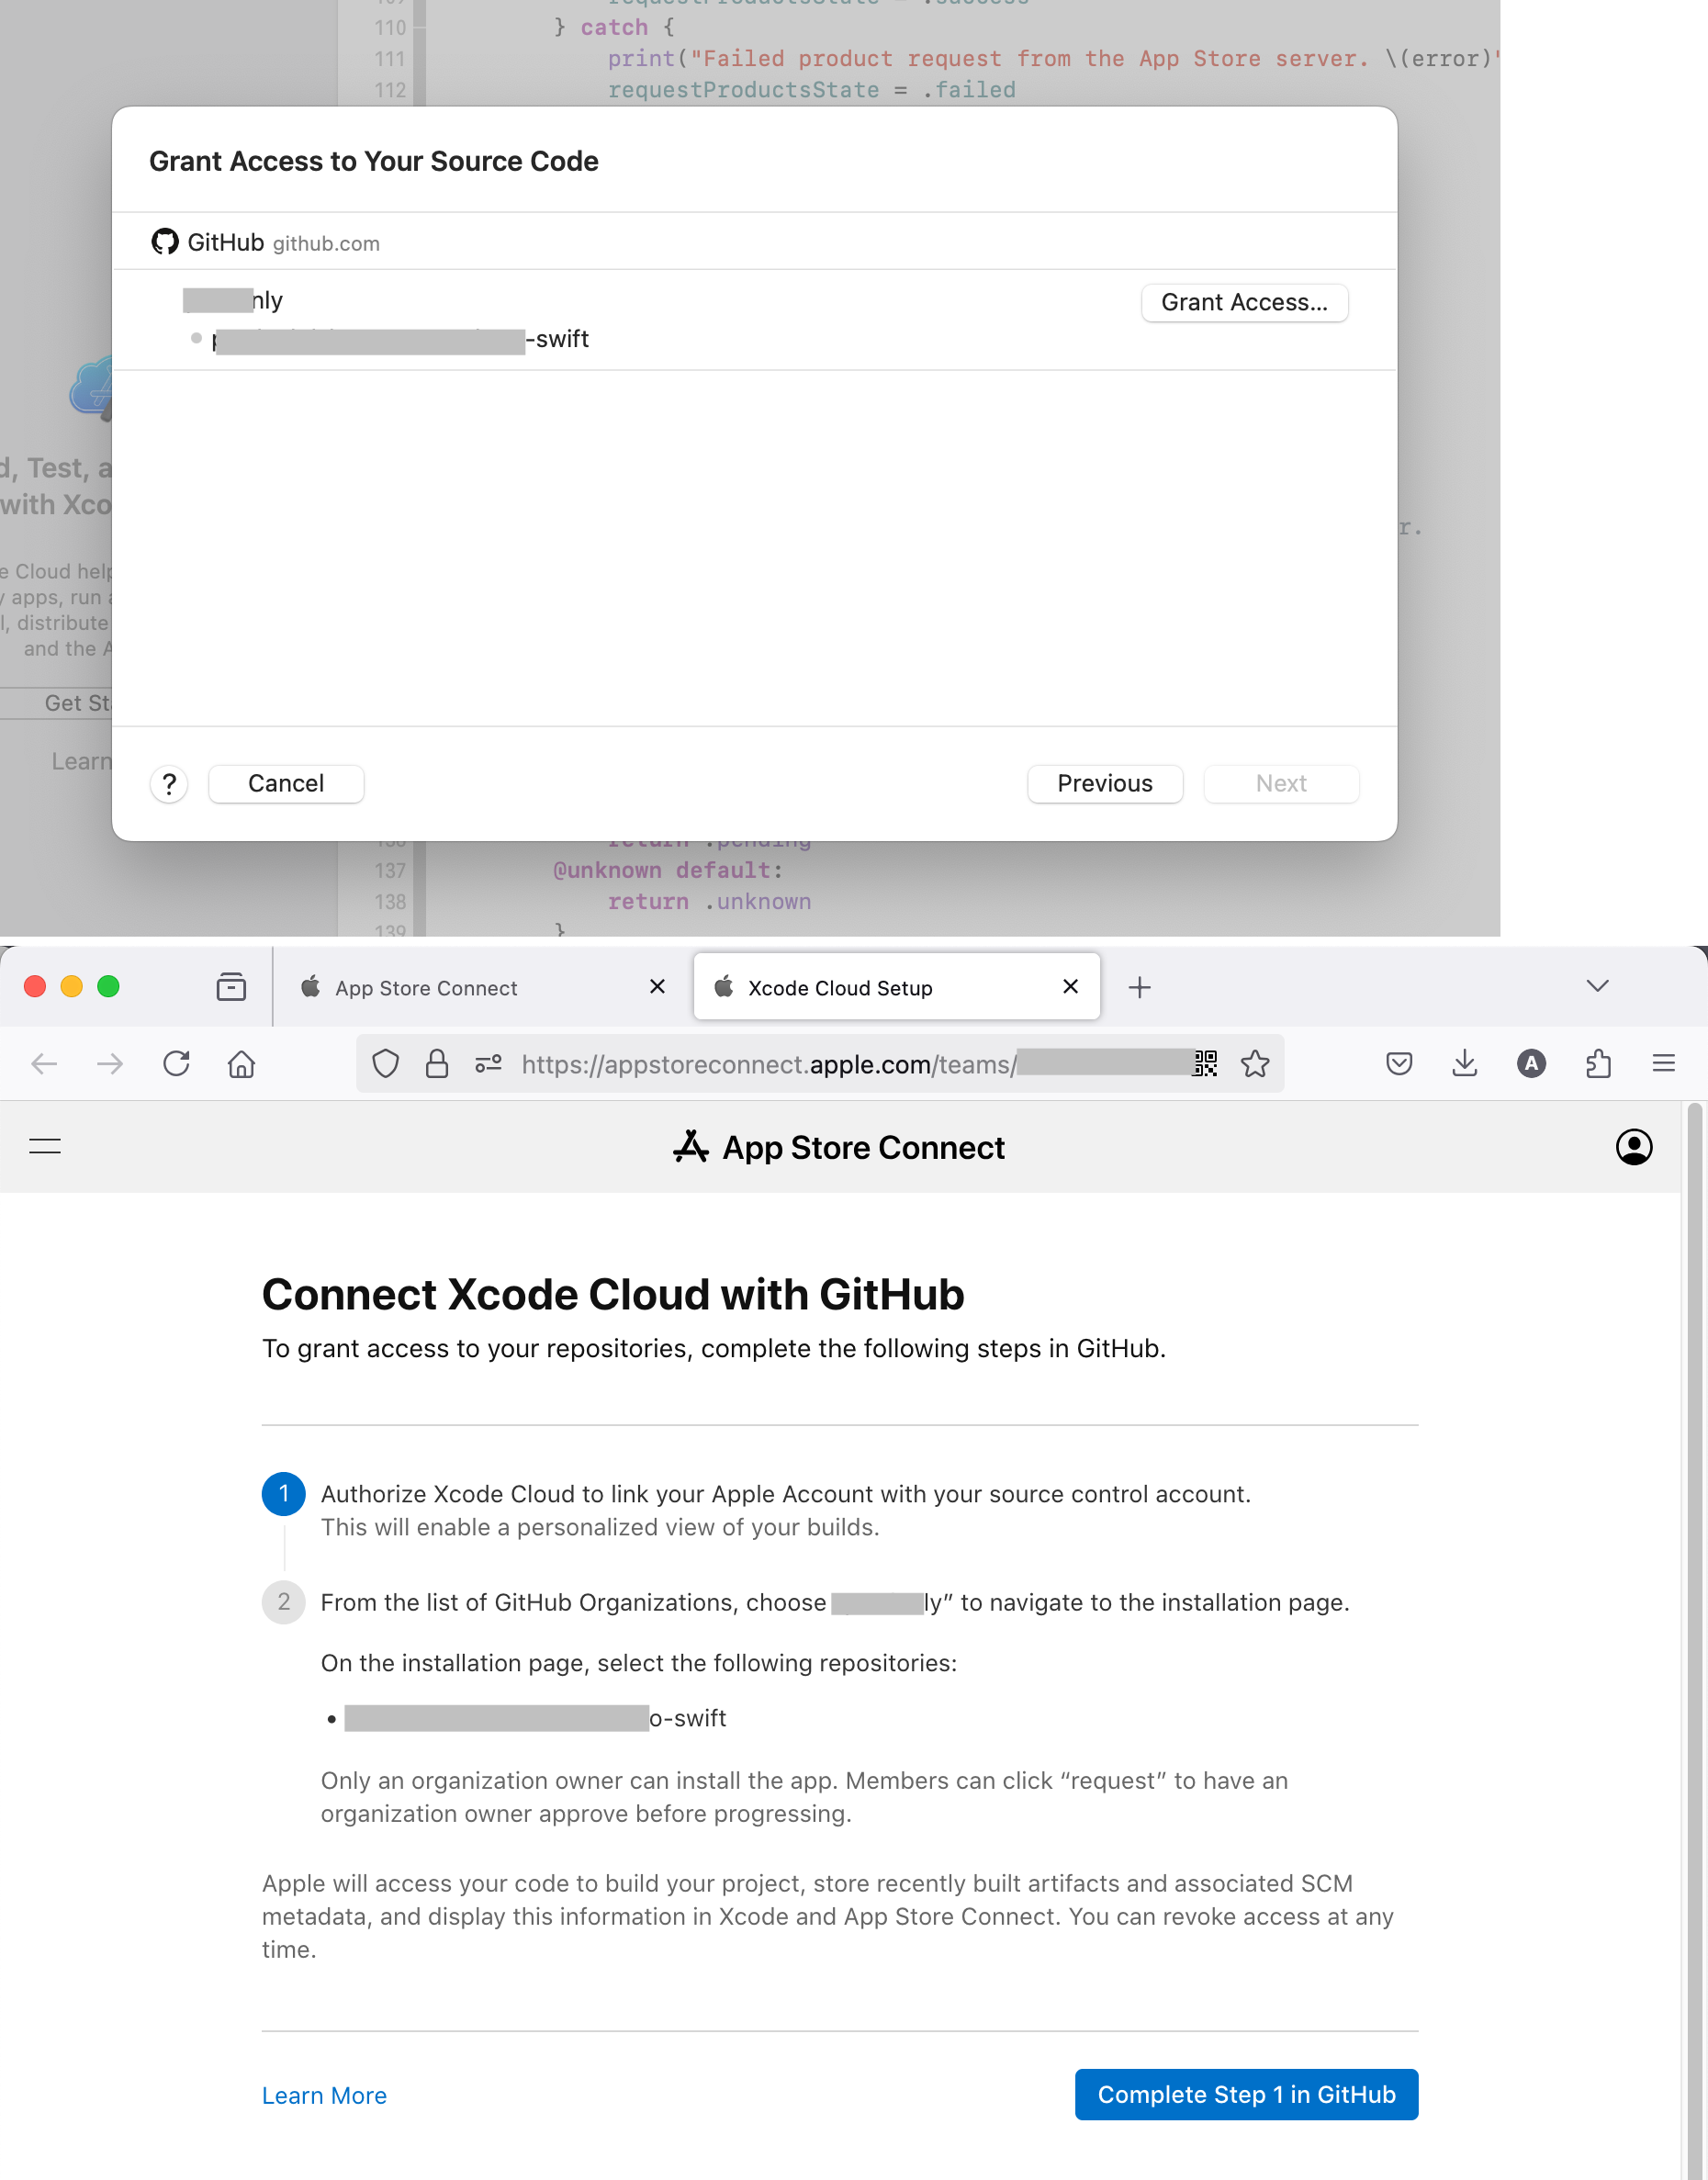 110 } catch {
111 print("Failed product request from the App Store server. \(error)"
112 requestProductsState = .failed
Grant Access to Your Source Code
GitHub github.com
nly
Grant Access...
-swift
d, Test, a
with Xco
r.
e Cloud help
y apps, run a
l, distribute
and the A
Get St
Learn
? Cancel Previous Next
return .pending
137 @unknown default:
138 return .unknown
139 }
App Store Connect
Xcode Cloud Setup
https://appstoreconnect.apple.com/teams/
A
App Store Connect
Connect Xcode Cloud with GitHub
To grant access to your repositories, complete the following steps in GitHub.
1 Authorize Xcode Cloud to link your Apple Account with your source control account.
This will enable a personalized view of your builds.
2 From the list of GitHub Organizations, choose ly” to navigate to the installation page.
On the installation page, select the following repositories:
• o-swift
Only an organization owner can install the app. Members can click “request” to have an
organization owner approve before progressing.
Apple will access your code to build your project, store recently built artifacts and associated SCM
metadata, and display this information in Xcode and App Store Connect. You can revoke access at any
time.
Learn More
Complete Step 1 in GitHub